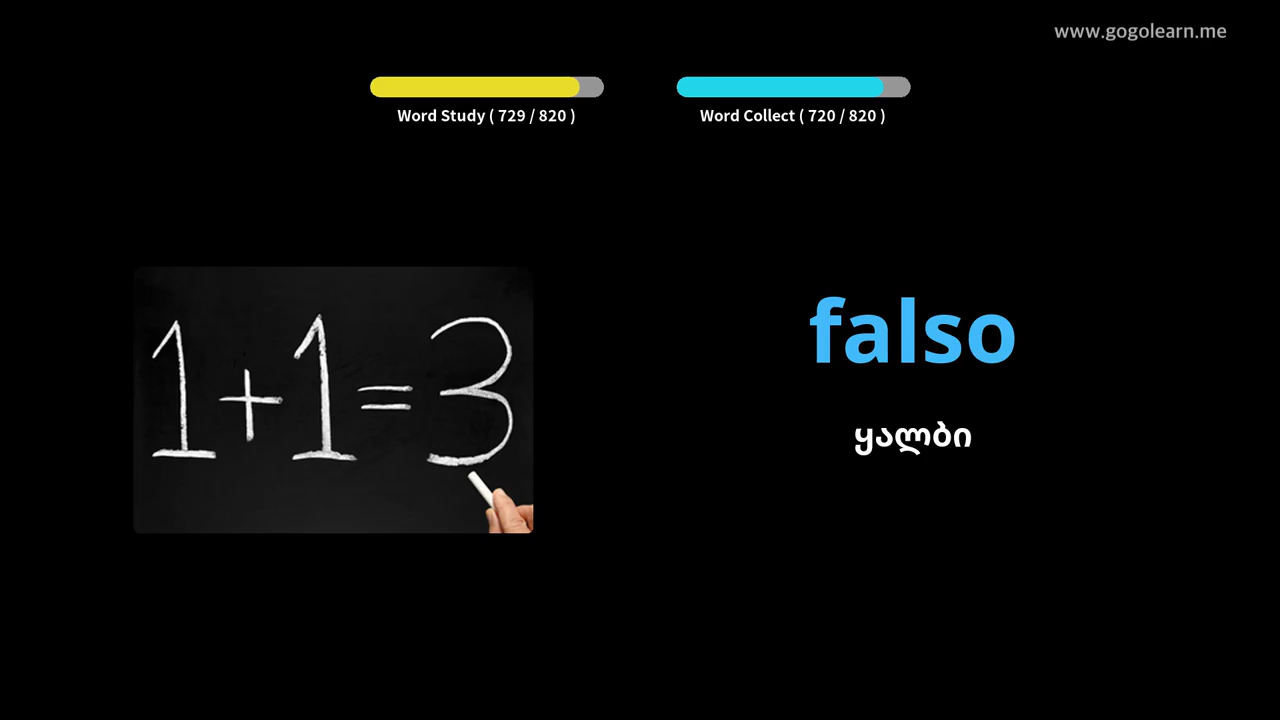 www.gogolearn.me
Word Study ( 729 / 820 )
Word Collect ( 720 / 820 )
1+1=3
falso
ყალბი